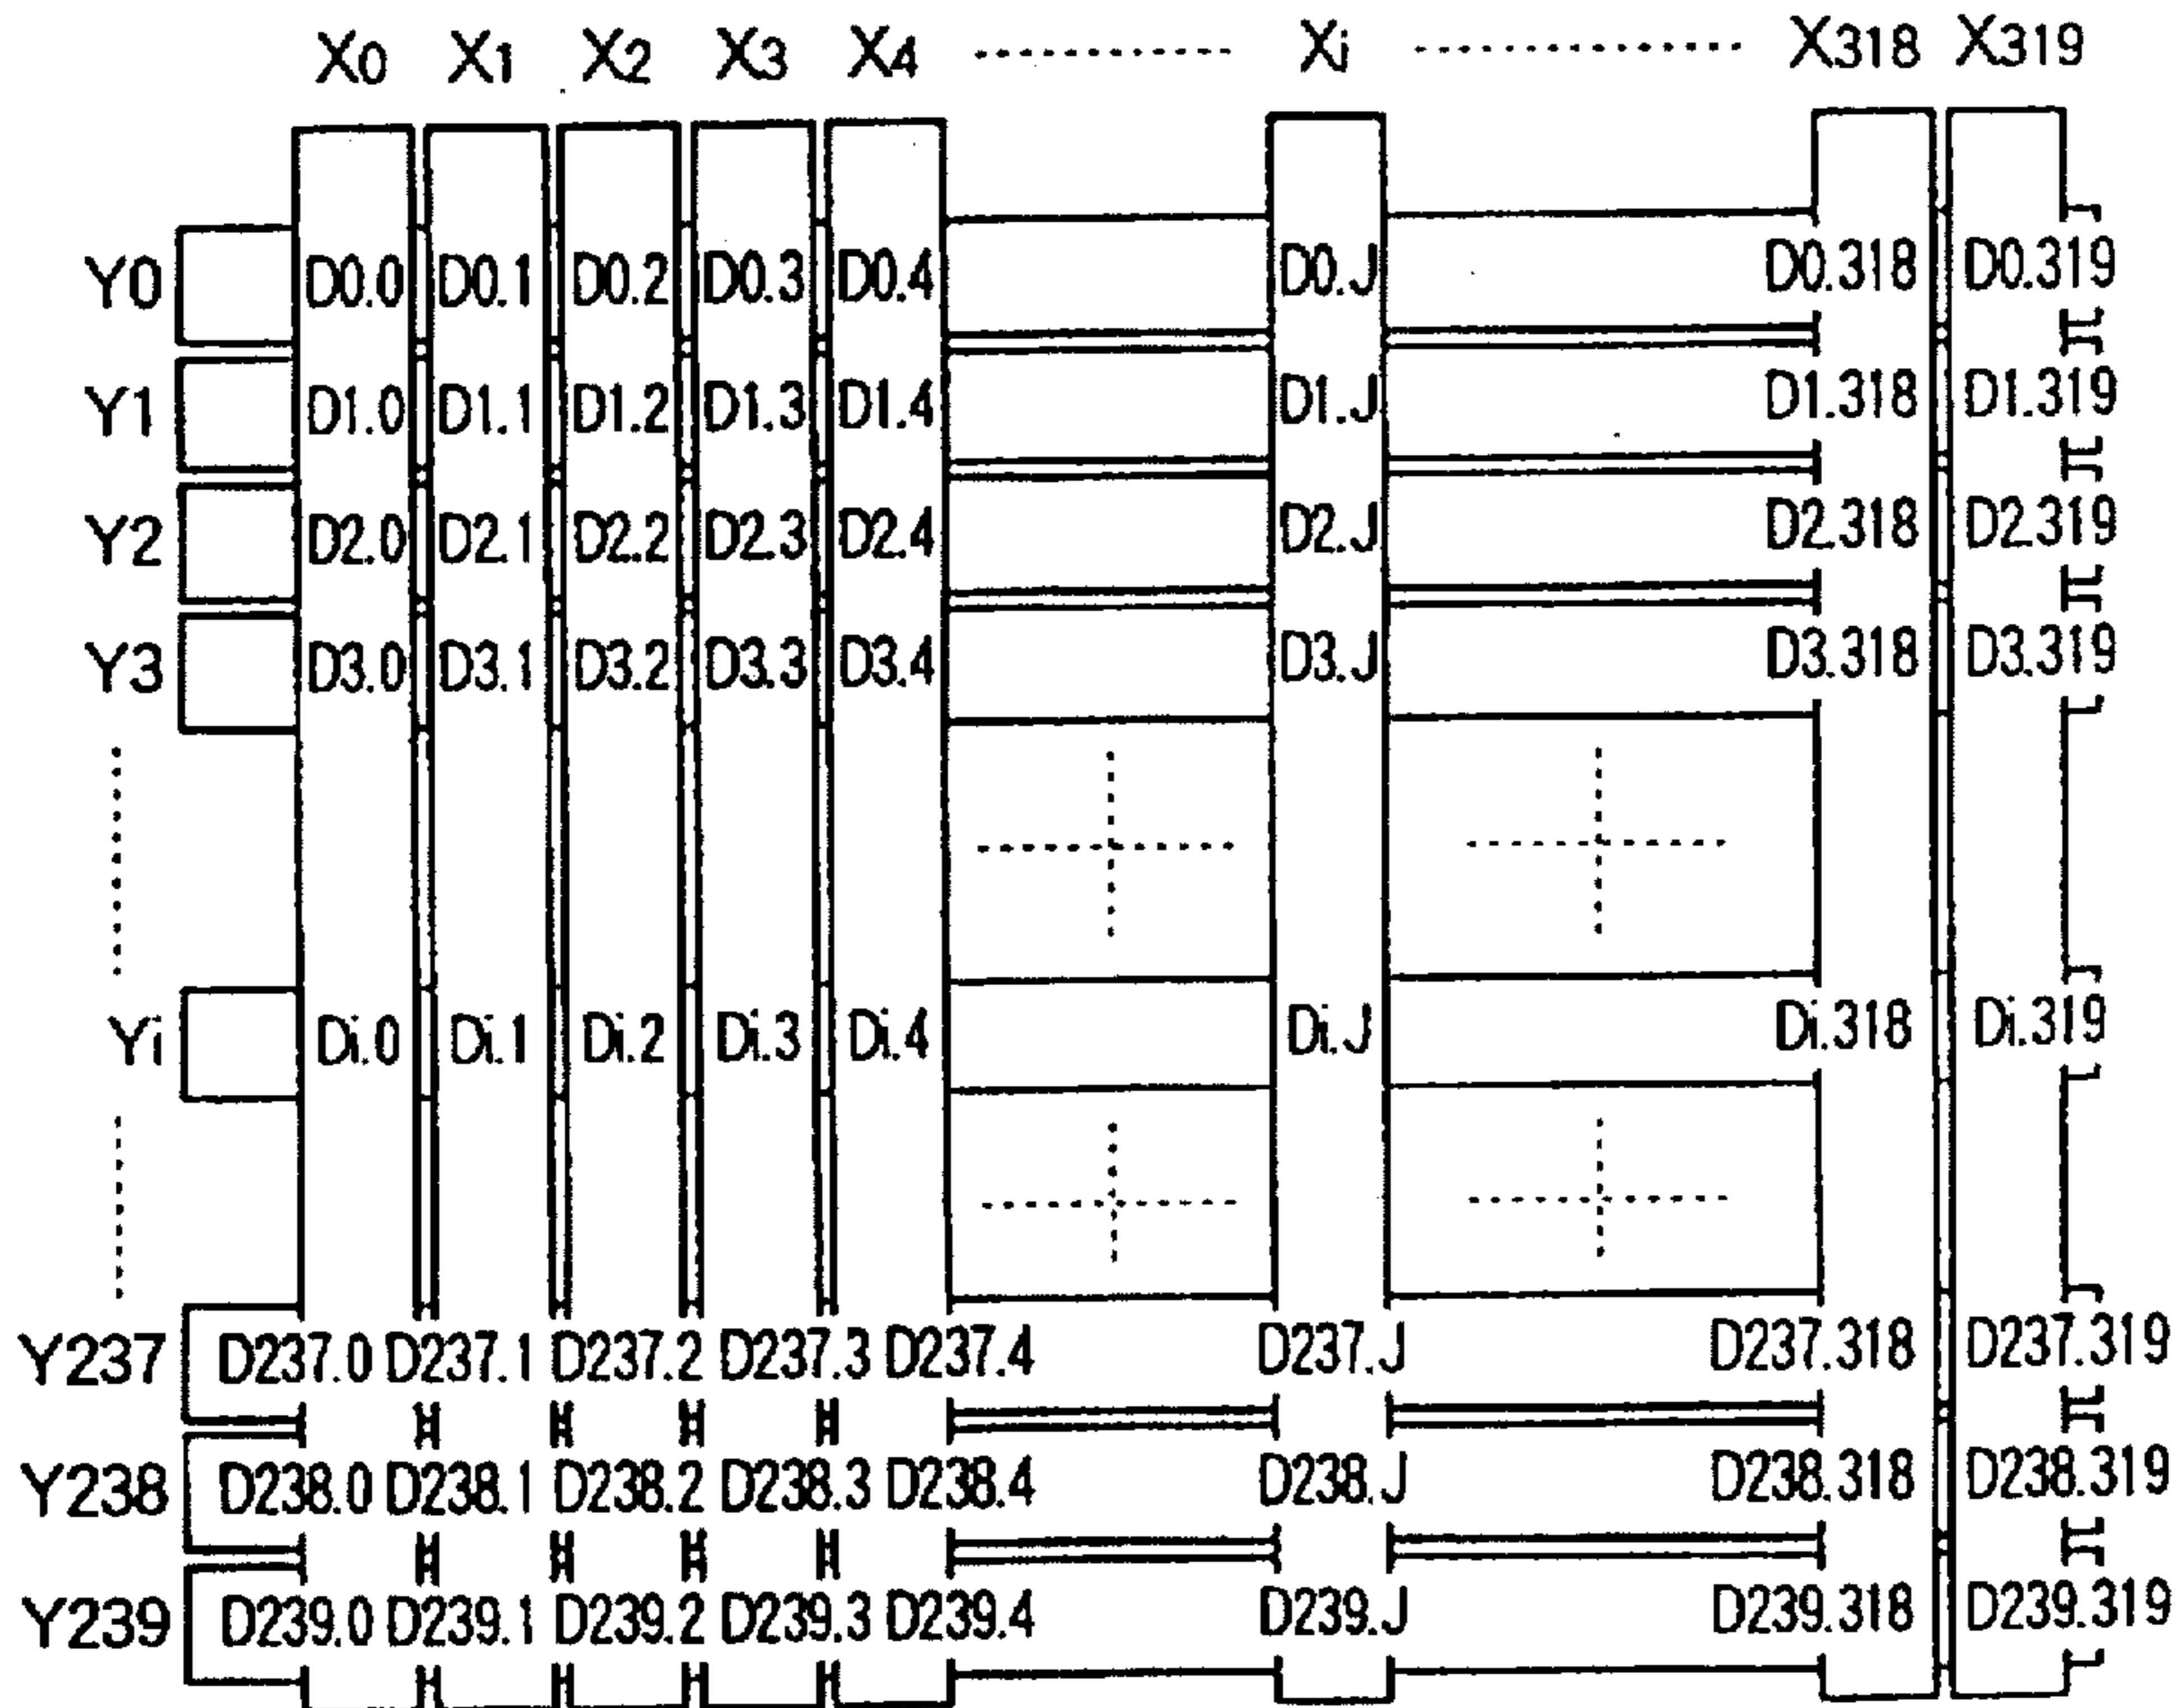 X0 X1 X2 X3 X4 Xi X318 X319
Y0 D0.0 D0.1 D0.2 D0.3 D0.4 D0.J D0.318 D0.319
Y1 D1.0 D1.1 D1.2 D1.3 D1.4 D1.J D1.318 D1.319
Y2 D2.0 D2.1 D2.2 D2.3 D2.4 D2.J D2.318 D2.319
Y3 D3.0 D3.1 D3.2 D3.3 D3.4 D3.J D3.318 D3.319
Yi Di.0 Di.1 Di.2 Di.3 Di.4 Di.J Di.318 Di.319
Y237 D237.0 D237.1 D237.2 D237.3 D237.4 D237.J D237.318 D237.319
Y238 D238.0 D238.1 D238.2 D238.3 D238.4 D238.J D238.318 D238.319
Y239 D239.0 D239.1 D239.2 D239.3 D239.4 D239.J D239.318 D239.319